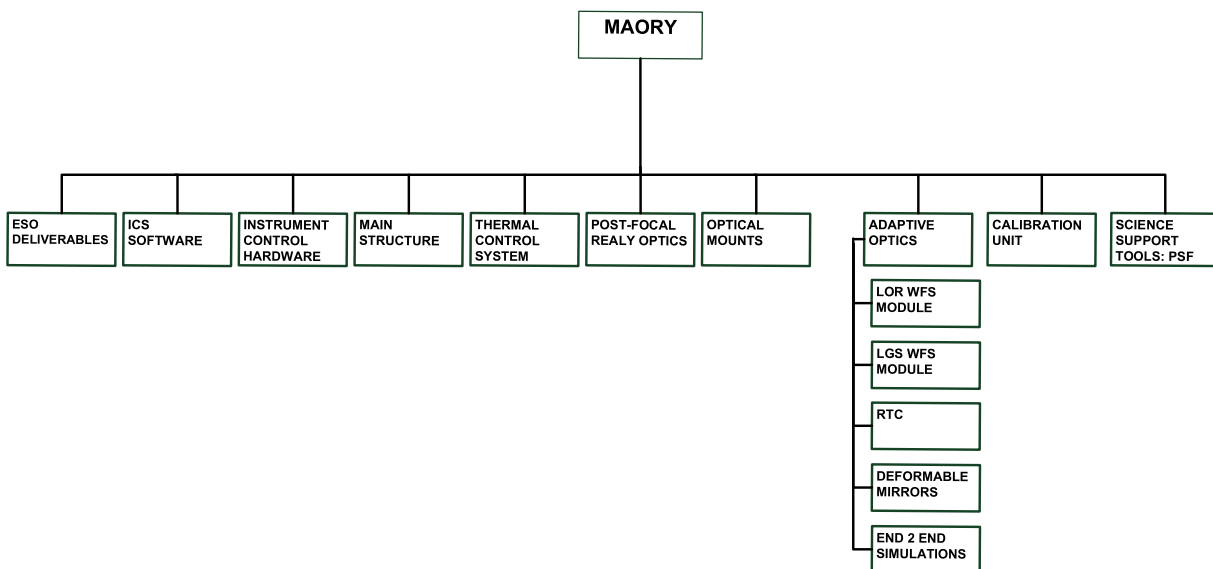 MAORY
ESO
DELIVERABLES
ICS
SOFTWARE
INSTRUMENT
CONTROL
HARDWARE
MAIN
STRUCTURE
THERMAL
CONTROL
SYSTEM
POST-FOCAL
REALY OPTICS
OPTICAL
MOUNTS
ADAPTIVE
OPTICS
CALIBRATION
UNIT
SCIENCE
SUPPORT
TOOLS: PSF
LOR WFS
MODULE
LGS WFS
MODULE
RTC
DEFORMABLE
MIRRORS
END 2 END
SIMULATIONS